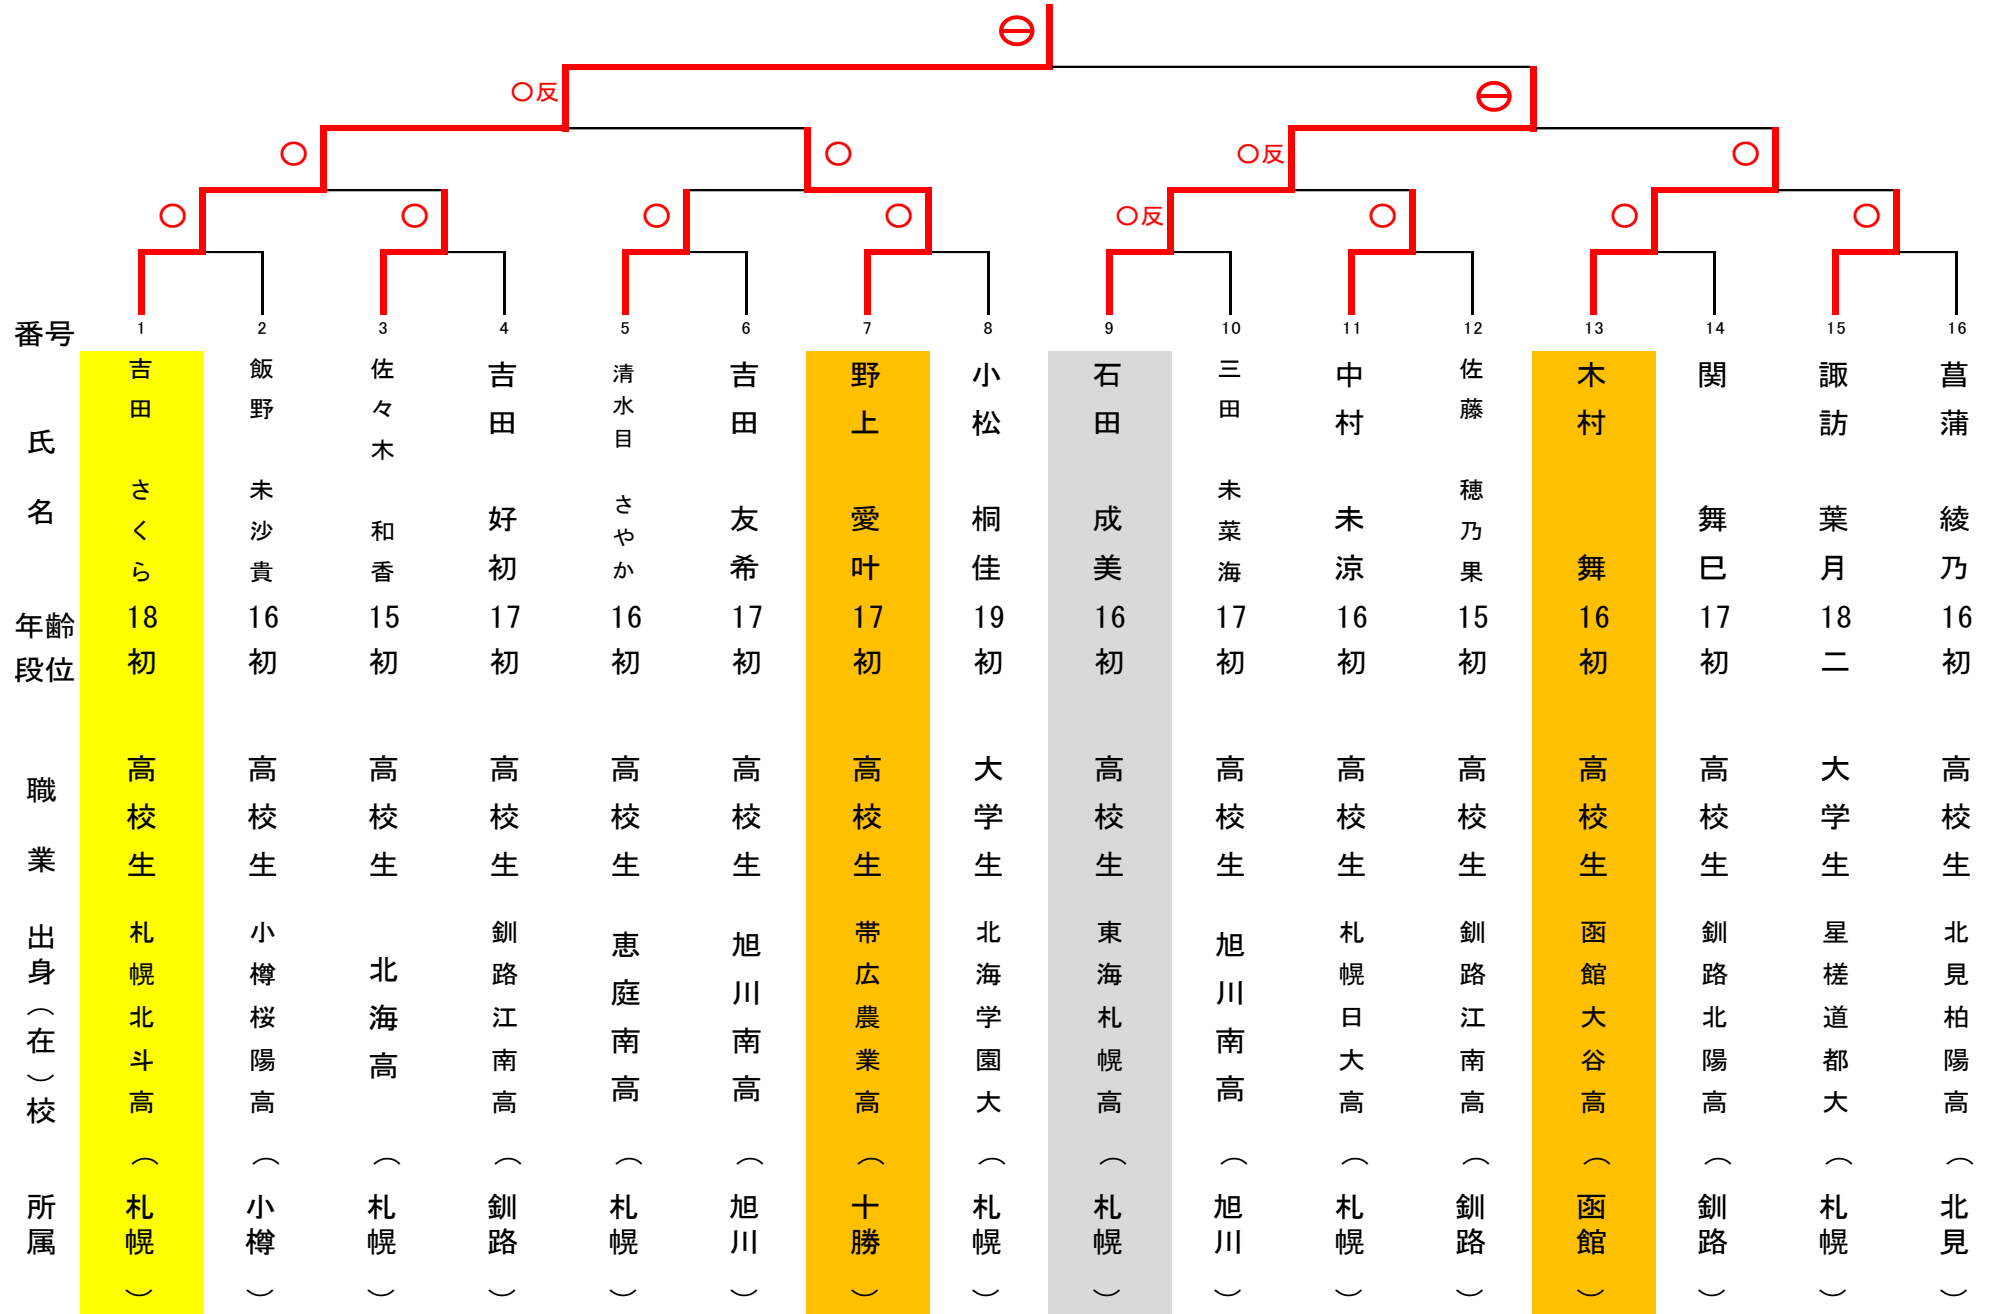 ○反
○反
○反
番号
1 2 3 4 5 6 7 8 9 10 11 12 13 14 15 16
氏名
吉田 さくら
飯野 未沙貴
佐々木 和香
吉田 好初
清水目 さやか
吉田 友希
野上 愛叶
小松 桐佳
石田 成美
三田 未菜海
中村 未涼
佐藤 穂乃果
木村 舞
関 舞巳
諏訪 葉月
菖蒲 綾乃
年齢 18 16 15 17 16 17 17 19 16 17 16 15 16 17 18 16
段位 初 初 初 初 初 初 初 初 初 初 初 初 初 初 二 初
職業 高校生 高校生 高校生 高校生 高校生 高校生 高校生 大学生 高校生 高校生 高校生 高校生 高校生 高校生 大学生 高校生
出身(在)校
札幌北斗高
小樽桜陽高
北海高
釧路江南高
恵庭南高
旭川南高
帯広農業高
北海学園大
東海札幌高
旭川南高
札幌日大高
釧路江南高
函館大谷高
釧路北陽高
星槎道都大
北見柏陽高
所属 (札幌) (小樽) (札幌) (釧路) (札幌) (旭川) (十勝) (札幌) (札幌) (旭川) (札幌) (釧路) (函館) (釧路) (札幌) (北見)